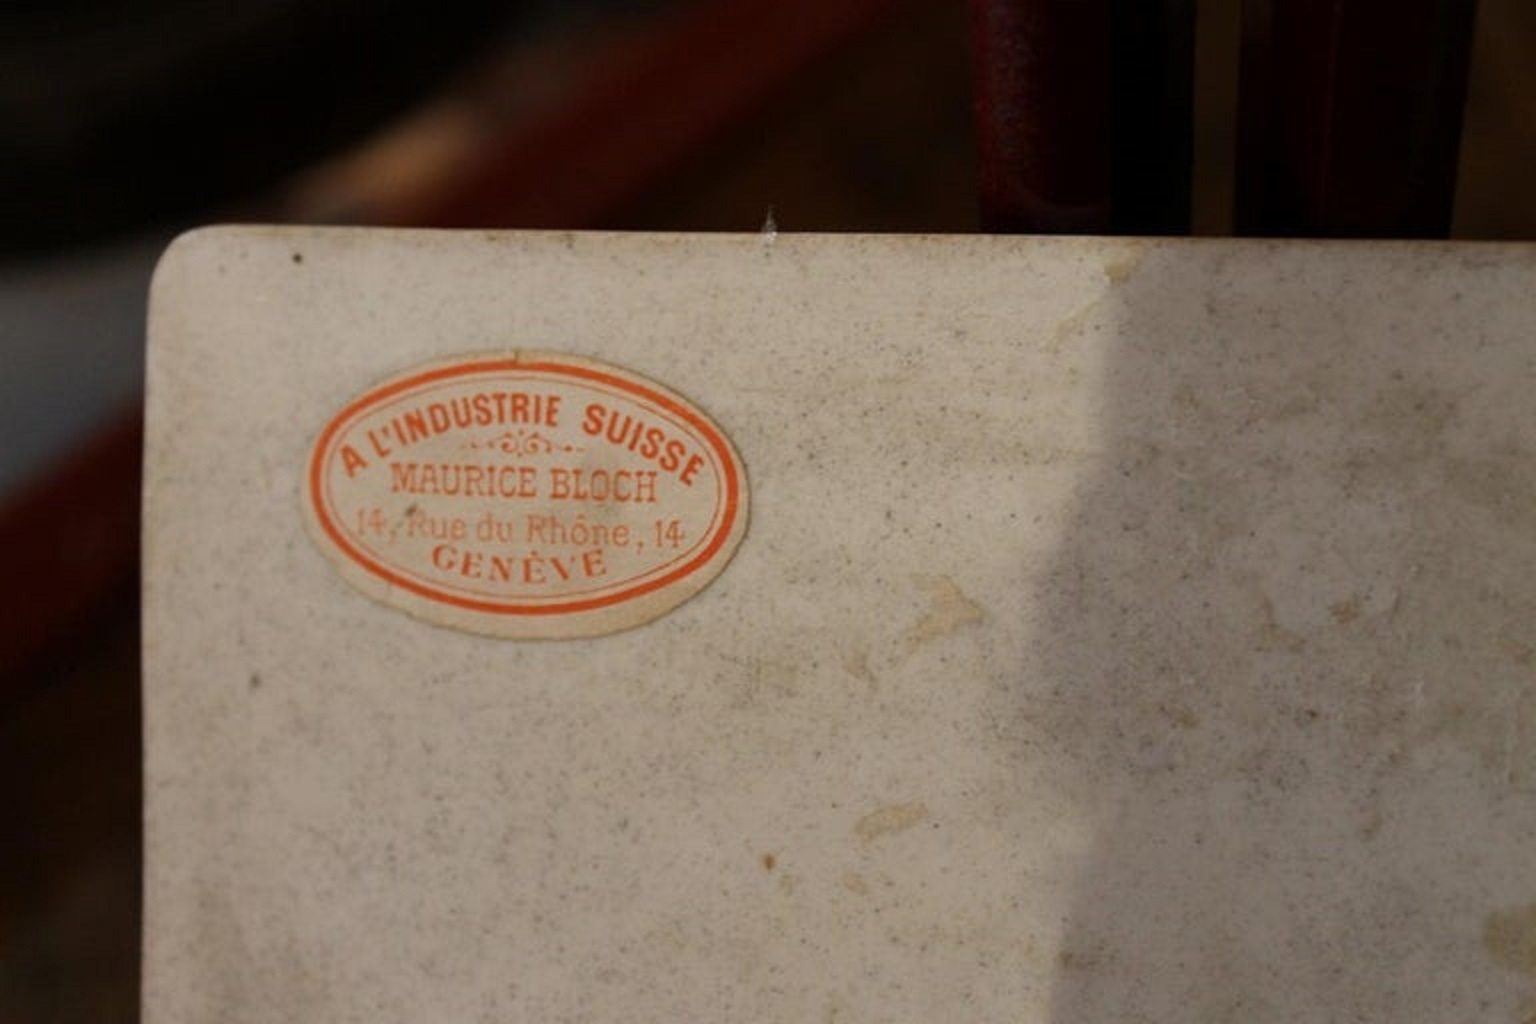 A L'INDUSTRIE SUISSE
MAURICE BLOCH
14, Rue du Rhône, 14
GENÈVE